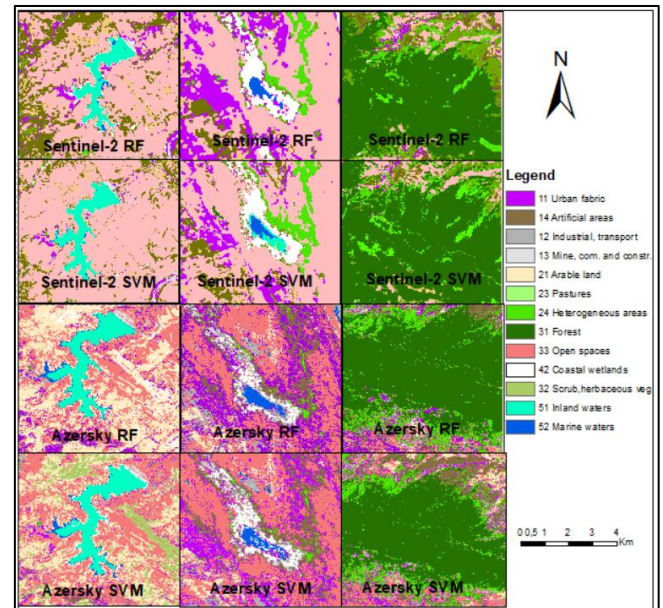 Sentinel-2 RF
Sentinel-2 RF
Sentinel-2 RF
Sentinel-2 SVM
Sentinel-2 SVM
Sentinel-2 SVM
Azersky RF
Azersky RF
Azersky RF
Azersky SVM
Azersky SVM
Azersky SVM
N
Legend
11 Urban fabric
14 Artificial areas
12 Industrial, transport
13 Mine, com. and constr.
21 Arable land
23 Pastures
24 Heterogeneous areas
31 Forest
33 Open spaces
42 Coastal wetlands
32 Scrub,herbaceous veg
51 Inland waters
52 Marine waters
0 0,5 1 2 3 4
Km